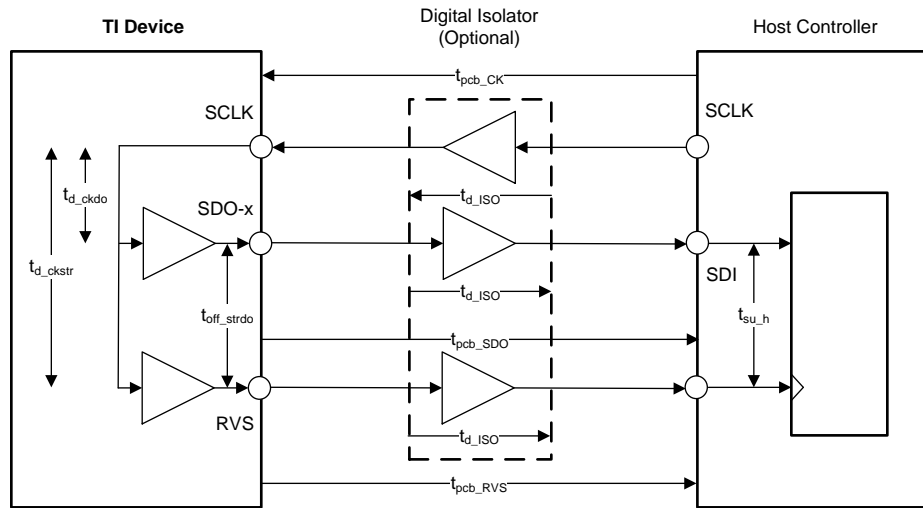 TI Device
Digital Isolator
(Optional)
Host Controller
t_pcb_CK
SCLK
SCLK
t_d_ckdo
t_d_ISO
SDO-x
t_d_ckstr
SDI
t_d_ISO
t_off_strdo
t_su_h
t_pcb_SDO
RVS
t_d_ISO
t_pcb_RVS